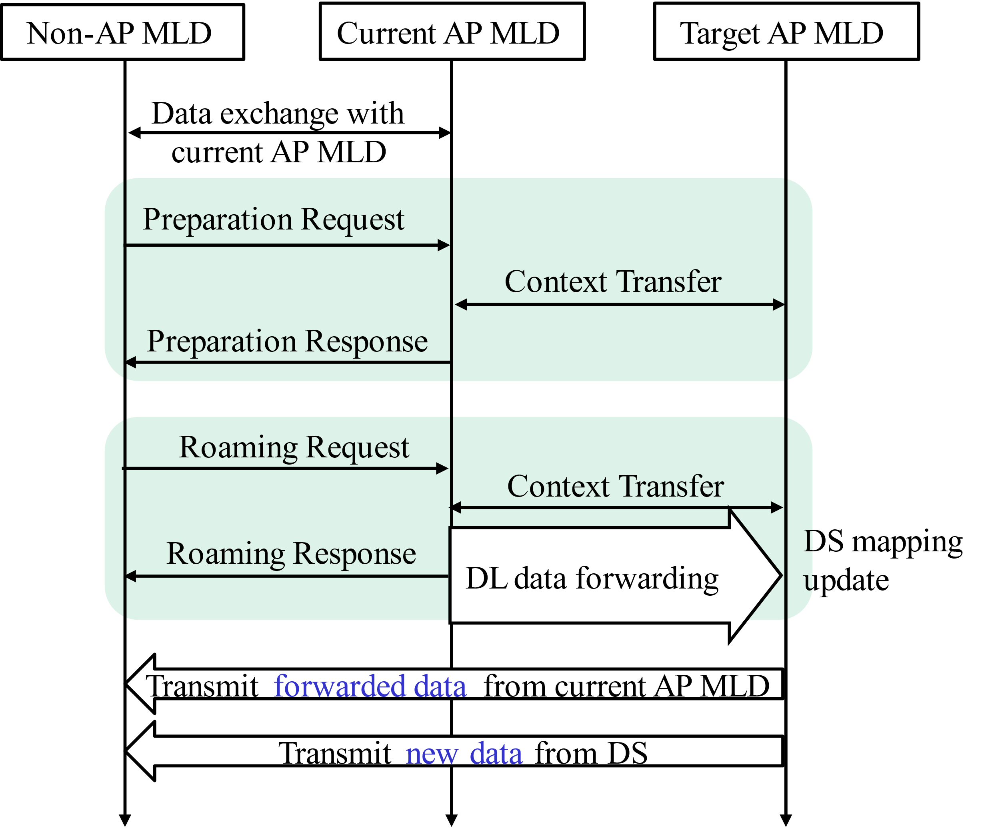 Non-AP MLD
Current AP MLD
Target AP MLD
Data exchange with
current AP MLD
Preparation Request
Context Transfer
Preparation Response
Roaming Request
Context Transfer
Roaming Response
DL data forwarding
DS mapping
update
Transmit forwarded data from current AP MLD
Transmit new data from DS